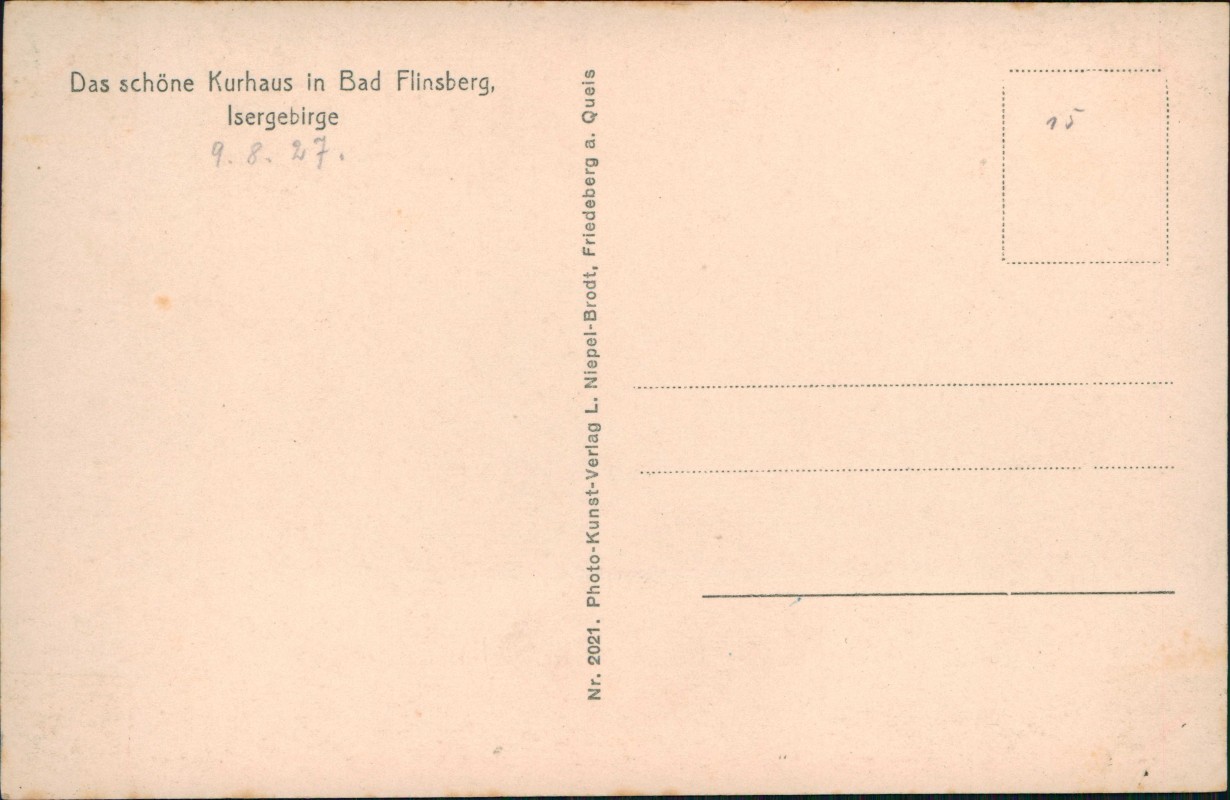 Das schöne Kurhaus in Bad Flinsberg,
Isergebirge
9. 8. 27.
Nr. 2021. Photo-Kunst-Verlag L. Niepel-Brodt, Friedeberg a. Queis
15